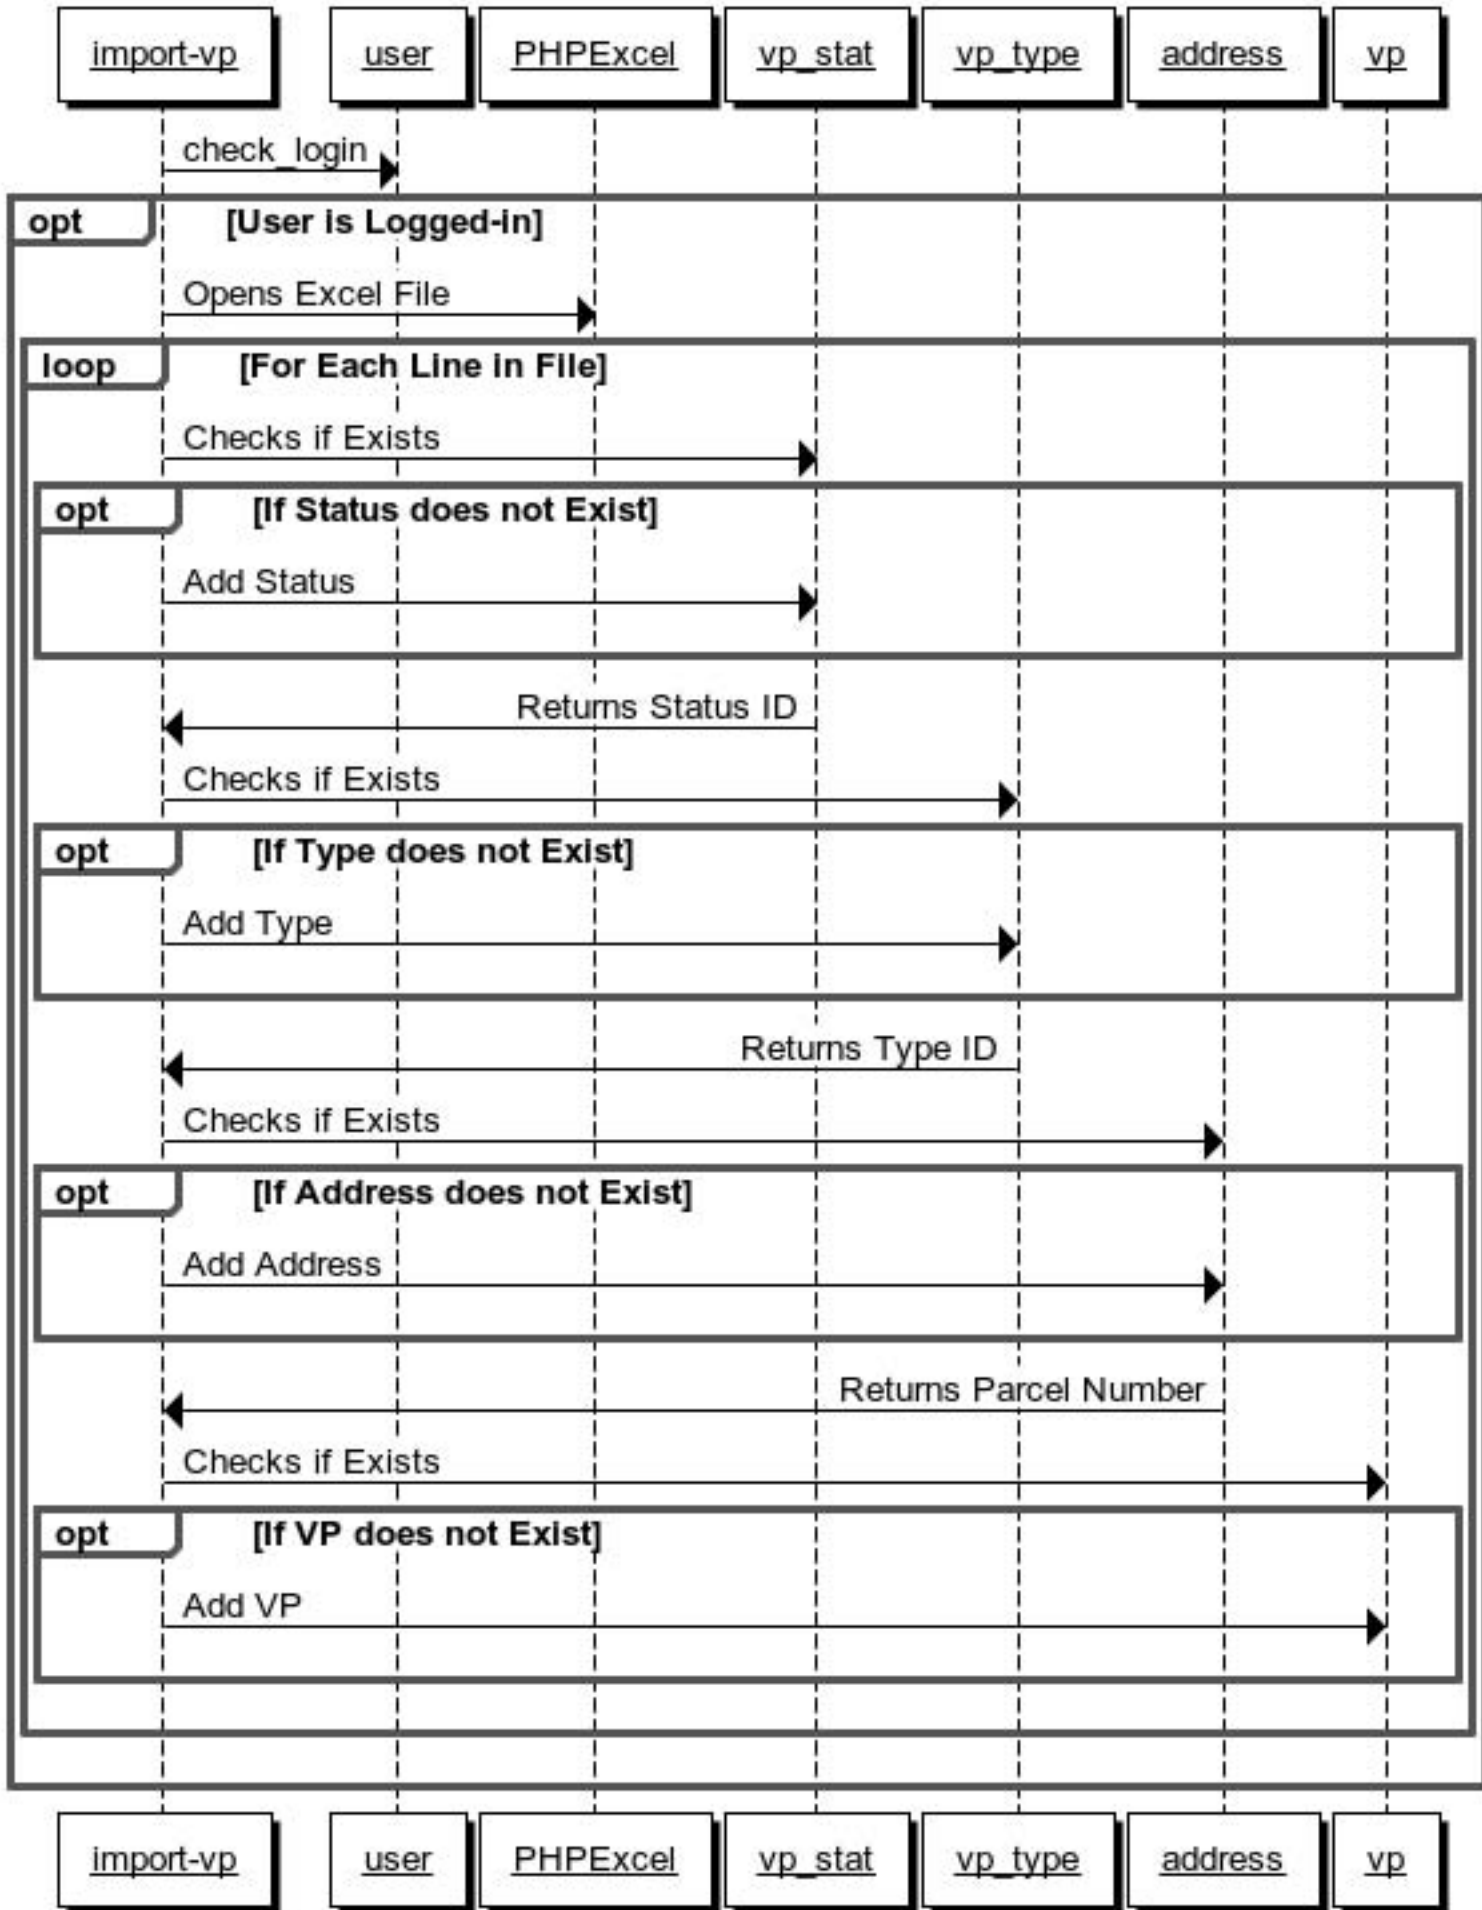 import-vp user PHPExcel vp_stat vp_type address vp
check_login
opt [User is Logged-in]
Opens Excel File
loop [For Each Line in File]
Checks if Exists
opt [If Status does not Exist]
Add Status
Returns Status ID
Checks if Exists
opt [If Type does not Exist]
Add Type
Returns Type ID
Checks if Exists
opt [If Address does not Exist]
Add Address
Returns Parcel Number
Checks if Exists
opt [If VP does not Exist]
Add VP
import-vp user PHPExcel vp_stat vp_type address vp